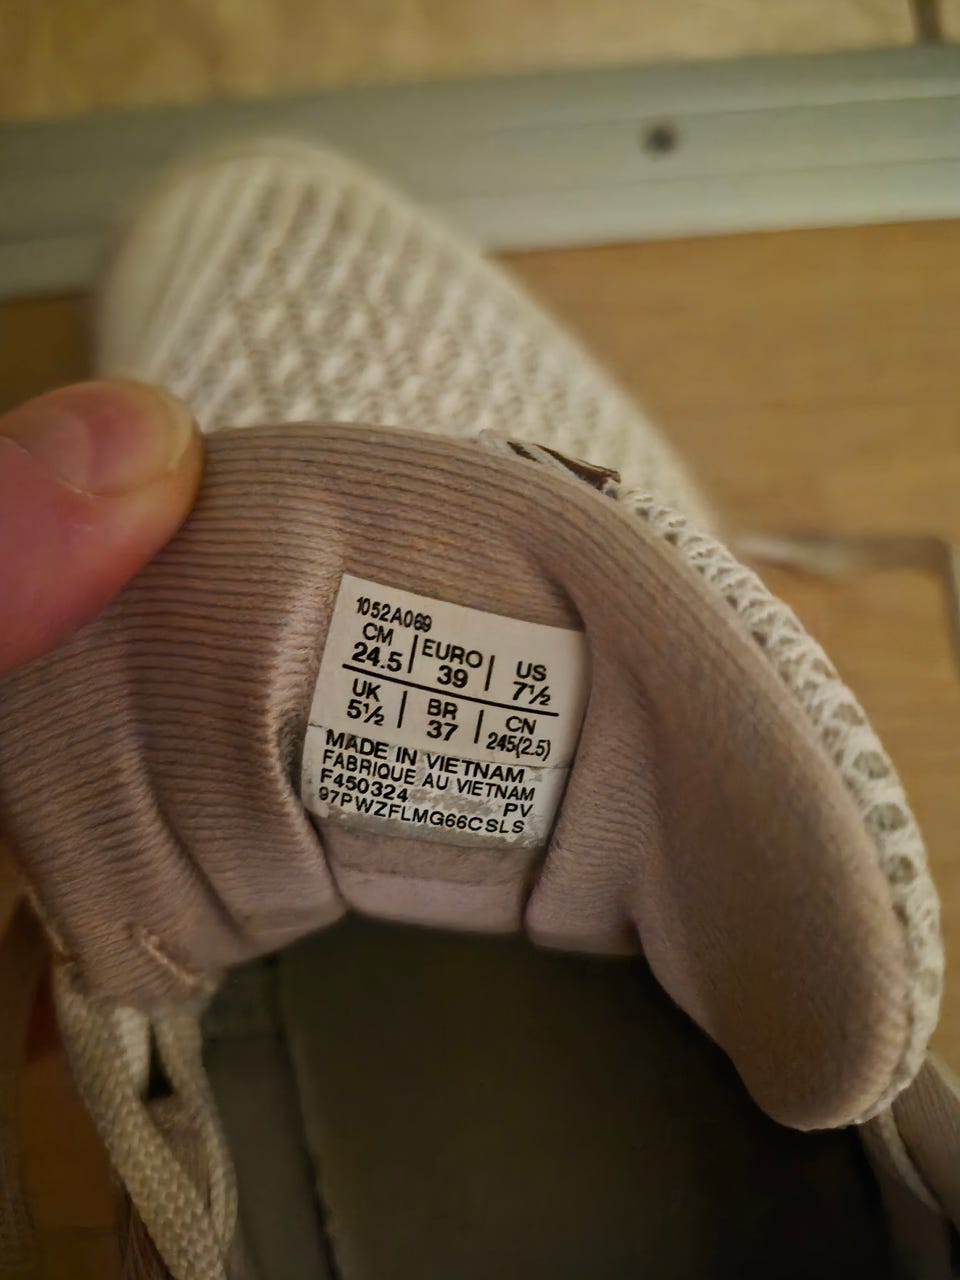 1052A069
CM EURO US
24.5 39 7½
UK BR CN
5½ 37 245(2.5)
MADE IN VIETNAM
FABRIQUE AU VIETNAM
F450324 PV
97PWZFLMG66CSLS